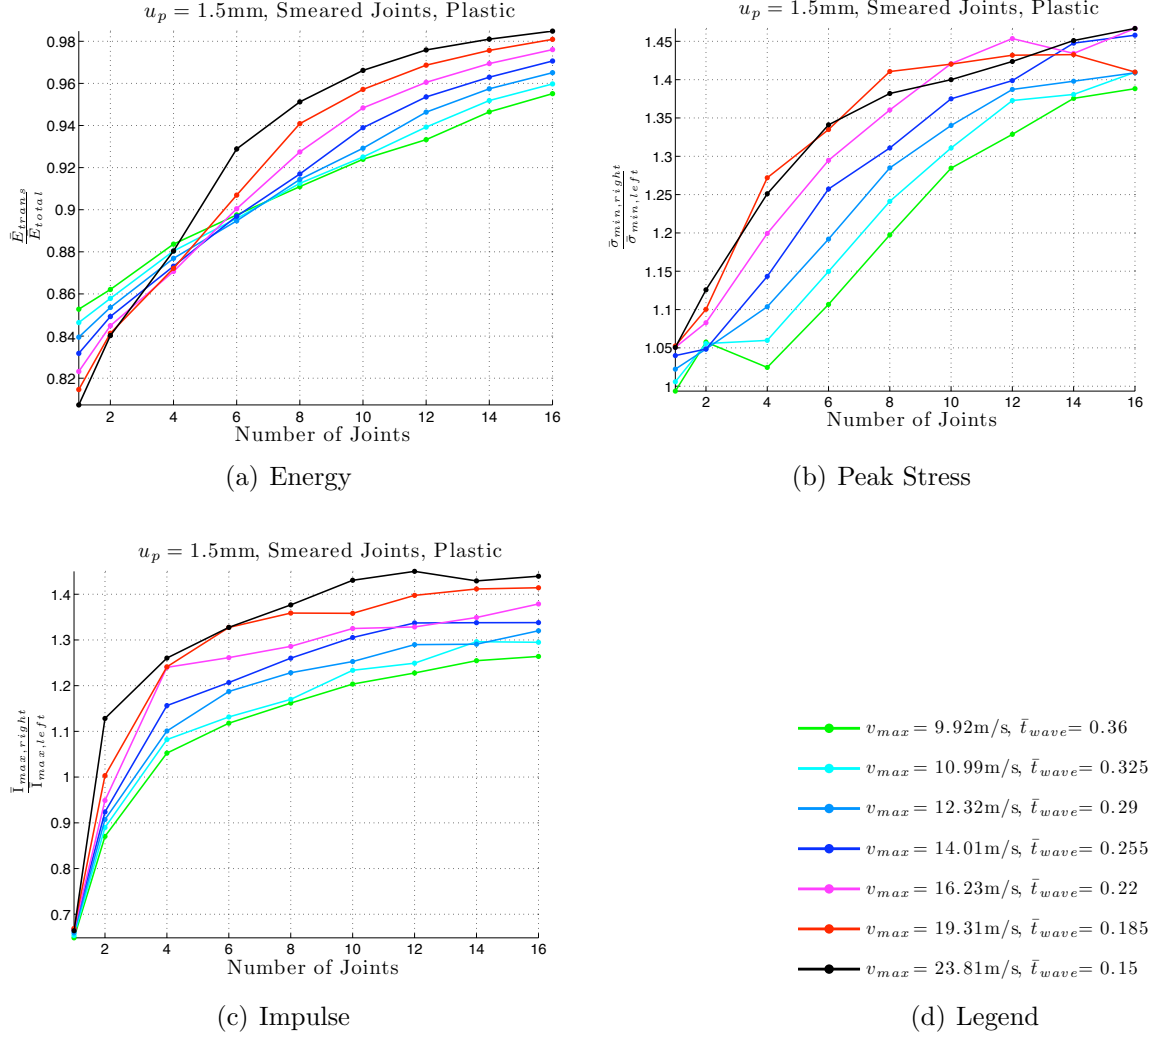 u_p = 1.5mm, Smeared Joints, Plastic
0.98
0.96
0.94
0.92
0.9
0.88
0.86
0.84
0.82
Ē_trans
Ē_total
2 4 6 8 10 12 14 16
Number of Joints
(a) Energy
u_p = 1.5mm, Smeared Joints, Plastic
1.45
1.4
1.35
1.3
1.25
1.2
1.15
1.1
1.05
1
σ̄_min,right
σ̄_min,left
2 4 6 8 10 12 14 16
Number of Joints
(b) Peak Stress
u_p = 1.5mm, Smeared Joints, Plastic
1.4
1.3
1.2
1.1
1
0.9
0.8
0.7
Ī_max,right
Ī_max,left
2 4 6 8 10 12 14 16
Number of Joints
(c) Impulse
v_max = 9.92m/s, t̄_wave = 0.36
v_max = 10.99m/s, t̄_wave = 0.325
v_max = 12.32m/s, t̄_wave = 0.29
v_max = 14.01m/s, t̄_wave = 0.255
v_max = 16.23m/s, t̄_wave = 0.22
v_max = 19.31m/s, t̄_wave = 0.185
v_max = 23.81m/s, t̄_wave = 0.15
(d) Legend